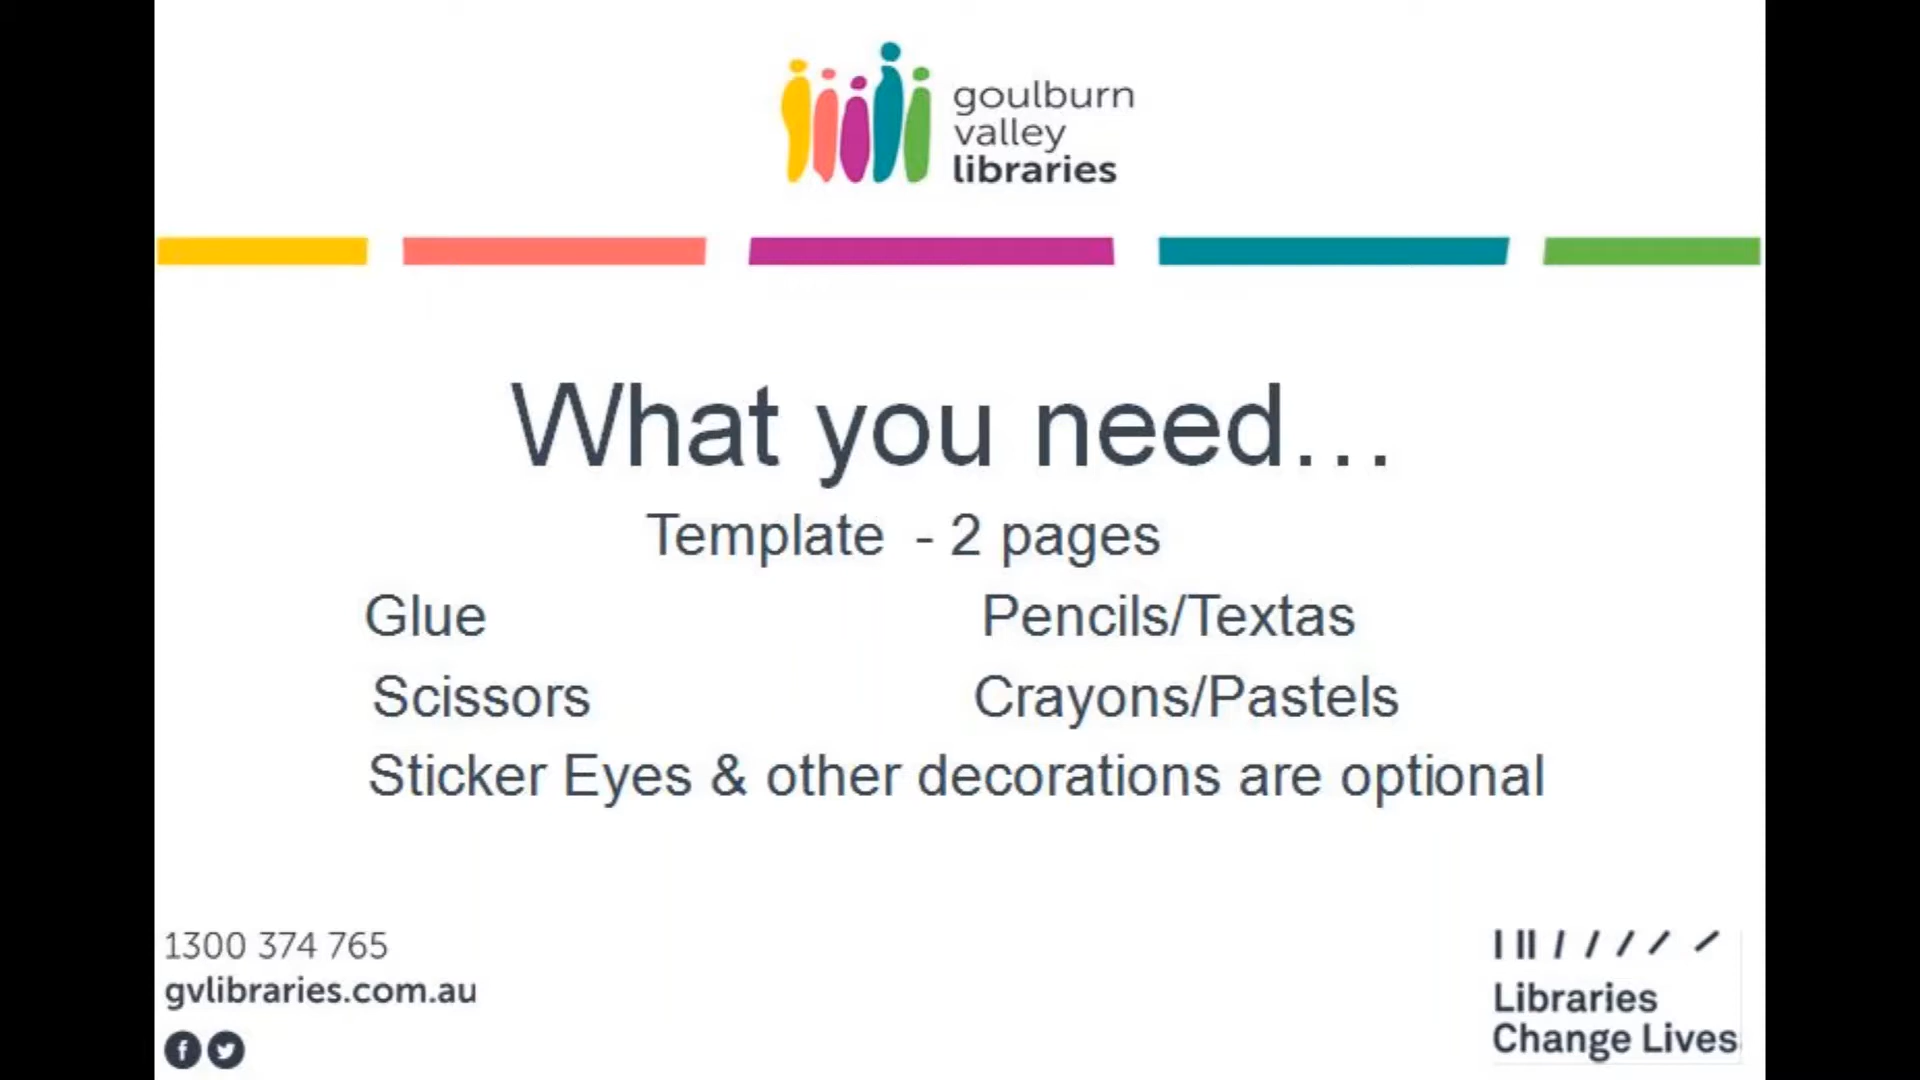 goulburn
valley
libraries
What you need...
Template - 2 pages
Glue Pencils/Textas
Scissors Crayons/Pastels
Sticker Eyes & other decorations are optional
1300 374 765
gvlibraries.com.au
Libraries
Change Lives